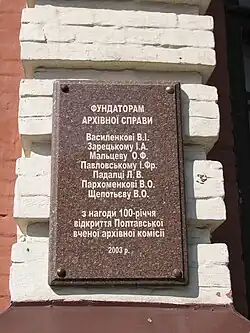 ФУНДАТОРАМ
АРХІВНОЇ СПРАВИ
Василенкові В.І.
Зарецькому І.А.
Мальцеву О.Ф.
Павловському І.Фр.
Падалці Л.В.
Пархоменкові В.О.
Щепотьєву В.О.
з нагоди 100-річчя
відкриття Полтавської
вченої архівної комісії
2003 р.